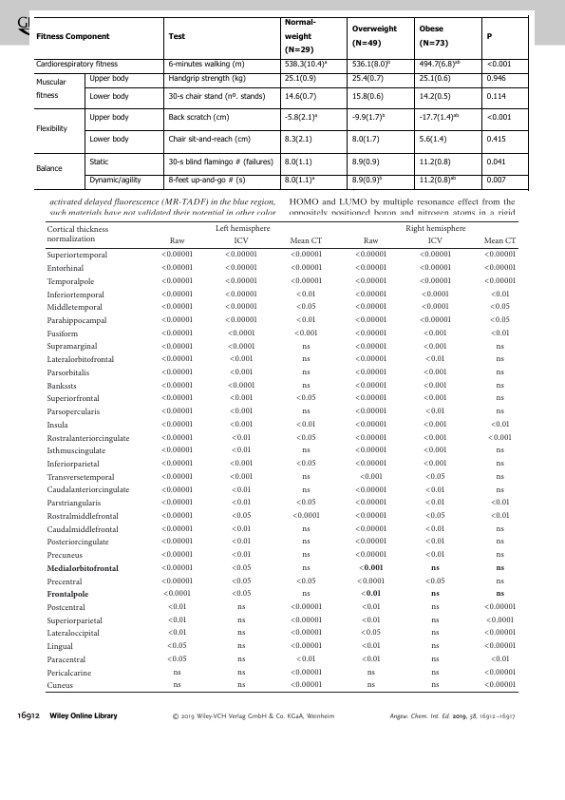 G
Fitness Component Test Normal-weight (N=29) Overweight (N=49) Obese (N=73) P
Cardiorespiratory fitness 6-minutes walking (m) 538.3(10.4)ᵃ 536.1(8.0)ᵇ 494.7(6.8)ᵃᵇ <0.001
Muscular fitness Upper body Handgrip strength (kg) 25.1(0.9) 25.4(0.7) 25.1(0.6) 0.946
Lower body 30-s chair stand (nº. stands) 14.6(0.7) 15.8(0.6) 14.2(0.5) 0.114
Flexibility Upper body Back scratch (cm) -5.8(2.1)ᵃ -9.9(1.7)ᵇ -17.7(1.4)ᵃᵇ <0.001
Lower body Chair sit-and-reach (cm) 8.3(2.1) 8.0(1.7) 5.6(1.4) 0.415
Balance Static 30-s blind flamingo # (failures) 8.0(1.1) 8.9(0.9) 11.2(0.8) 0.041
Dynamic/agility 8-feet up-and-go # (s) 8.0(1.1)ᵃ 8.9(0.9)ᵇ 11.2(0.8)ᵃᵇ 0.007
activated delayed fluorescence (MR-TADF) in the blue region,
such materials have not validated their potential in other color
HOMO and LUMO by multiple resonance effect from the
oppositely positioned boron and nitrogen atoms in a rigid
Cortical thickness normalization Left hemisphere Right hemisphere
Raw ICV Mean CT Raw ICV Mean CT
Superiortemporal <0.00001 <0.00001 <0.00001 <0.00001 <0.00001 <0.00001
Entorhinal <0.00001 <0.00001 <0.00001 <0.00001 <0.00001 <0.00001
Temporalpole <0.00001 <0.00001 <0.00001 <0.00001 <0.00001 <0.00001
Inferiortemporal <0.00001 <0.00001 <0.01 <0.00001 <0.0001 <0.01
Middletemporal <0.00001 <0.00001 <0.05 <0.00001 <0.0001 <0.05
Parahippocampal <0.00001 <0.00001 <0.01 <0.00001 <0.00001 <0.05
Fusiform <0.00001 <0.0001 <0.001 <0.00001 <0.001 <0.01
Supramarginal <0.00001 <0.0001 ns <0.00001 <0.001 ns
Lateralorbitofrontal <0.00001 <0.001 ns <0.00001 <0.01 ns
Parsorbitalis <0.00001 <0.001 ns <0.00001 <0.001 ns
Bankssts <0.00001 <0.0001 ns <0.00001 <0.001 ns
Superiorfrontal <0.00001 <0.001 <0.05 <0.00001 <0.001 ns
Parsopercularis <0.00001 <0.001 ns <0.00001 <0.01 ns
Insula <0.00001 <0.001 <0.01 <0.00001 <0.001 <0.01
Rostralanteriorcingulate <0.00001 <0.01 <0.05 <0.00001 <0.001 <0.001
Isthmuscingulate <0.00001 <0.01 ns <0.00001 <0.001 ns
Inferiorparietal <0.00001 <0.001 <0.05 <0.00001 <0.001 ns
Transversetemporal <0.00001 <0.001 ns <0.001 <0.05 ns
Caudalanteriorcingulate <0.00001 <0.01 ns <0.00001 <0.01 ns
Parstriangularis <0.00001 <0.01 <0.05 <0.00001 <0.01 <0.01
Rostralmiddlefrontal <0.00001 <0.05 <0.0001 <0.00001 <0.05 <0.01
Caudalmiddlefrontal <0.00001 <0.01 ns <0.00001 <0.01 ns
Posteriorcingulate <0.00001 <0.01 ns <0.00001 <0.01 ns
Precuneus <0.00001 <0.01 ns <0.00001 <0.01 ns
Medialorbitofrontal <0.00001 <0.05 ns <0.001 ns ns
Precentral <0.00001 <0.05 <0.05 <0.0001 <0.05 ns
Frontalpole <0.0001 <0.05 ns <0.01 ns ns
Postcentral <0.01 ns <0.00001 <0.01 ns <0.00001
Superiorparietal <0.01 ns <0.00001 <0.01 ns <0.0001
Lateraloccipital <0.01 ns <0.00001 <0.05 ns <0.00001
Lingual <0.05 ns <0.00001 <0.01 ns <0.00001
Paracentral <0.05 ns <0.01 <0.01 ns <0.01
Pericalcarine ns ns <0.00001 ns ns <0.00001
Cuneus ns ns <0.00001 ns ns <0.00001
16912 Wiley Online Library © 2019 Wiley-VCH Verlag GmbH & Co. KGaA, Weinheim Angew. Chem. Int. Ed. 2019, 58, 16912–16917